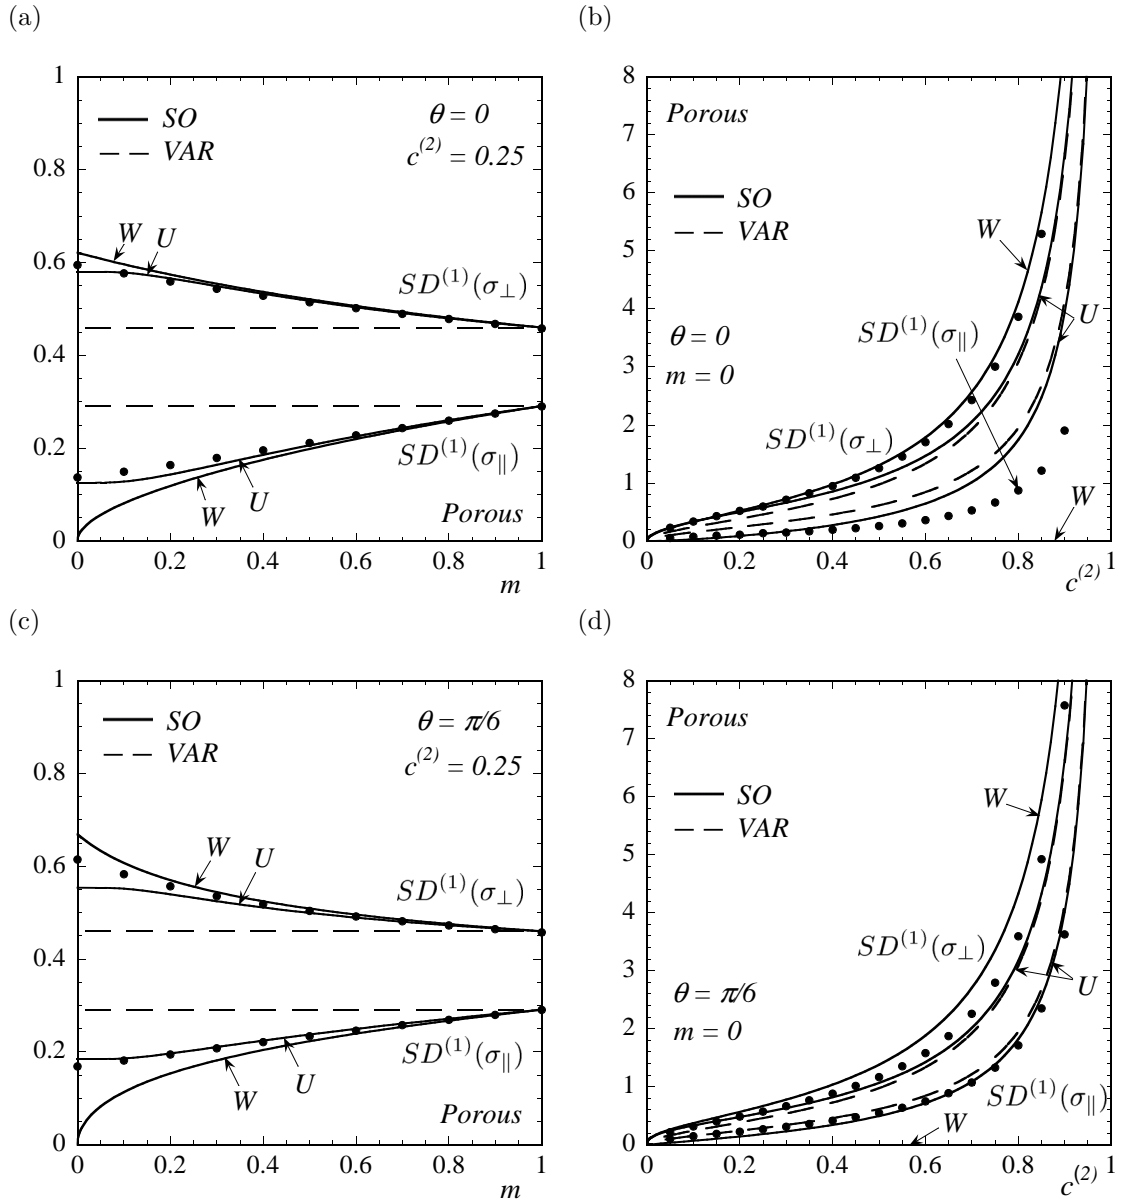 (a)
1
0.8
0.6
0.4
0.2
0
0 0.2 0.4 0.6 0.8 1
m
SO
VAR
θ = 0
c^(2) = 0.25
W
U
SD^(1)(σ⊥)
SD^(1)(σ∥)
U
W
Porous
(b)
8
7
6
5
4
3
2
1
0
0 0.2 0.4 0.6 0.8 1
c^(2)
Porous
SO
VAR
W
U
SD^(1)(σ∥)
θ = 0
m = 0
SD^(1)(σ⊥)
W
(c)
1
0.8
0.6
0.4
0.2
0
0 0.2 0.4 0.6 0.8 1
m
SO
VAR
θ = π/6
c^(2) = 0.25
W
U
SD^(1)(σ⊥)
SD^(1)(σ∥)
U
W
Porous
(d)
8
7
6
5
4
3
2
1
0
0 0.2 0.4 0.6 0.8 1
c^(2)
Porous
SO
VAR
W
SD^(1)(σ⊥)
θ = π/6
m = 0
U
SD^(1)(σ∥)
W